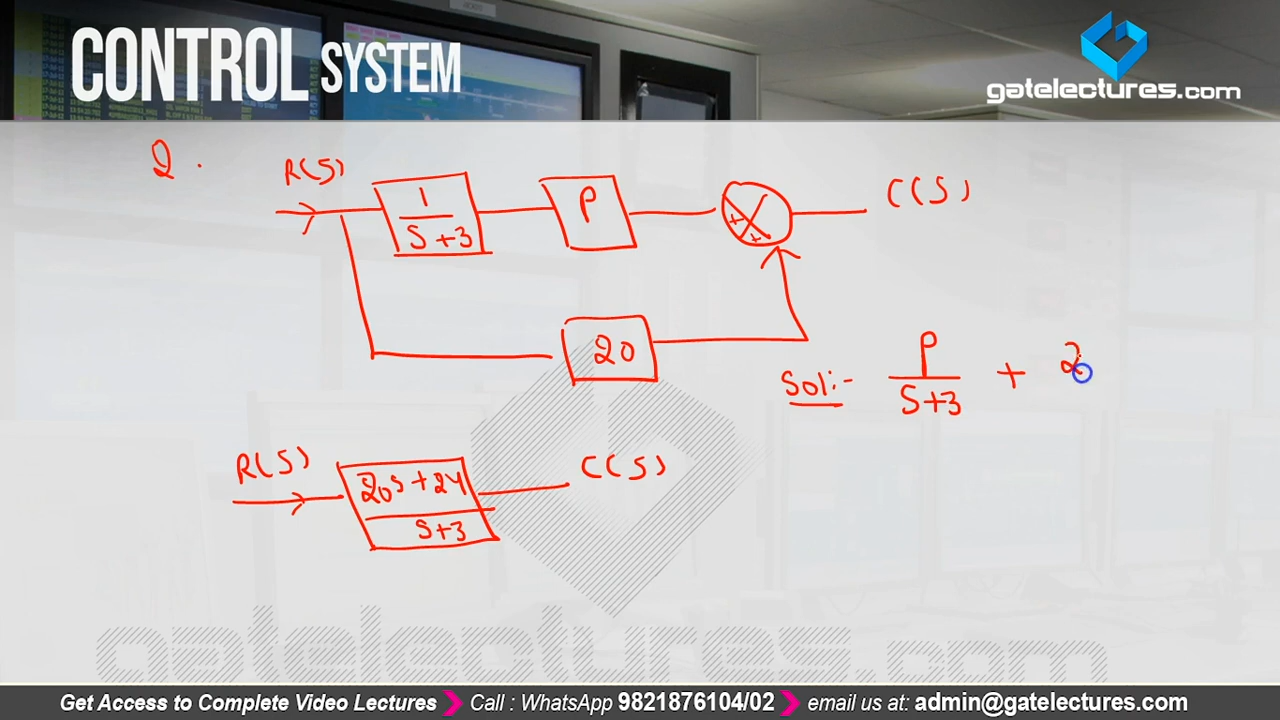 CONTROL SYSTEM
gatelectures.com
Q.
R(S)
1
S+3
P
+
+
C(S)
20
Sol:-
P
S+3
+ 2
R(S)
20S+24
S+3
C(S)
gatelectures.com
Get Access to Complete Video Lectures
Call : WhatsApp 9821876104/02
email us at: admin@gatelectures.com